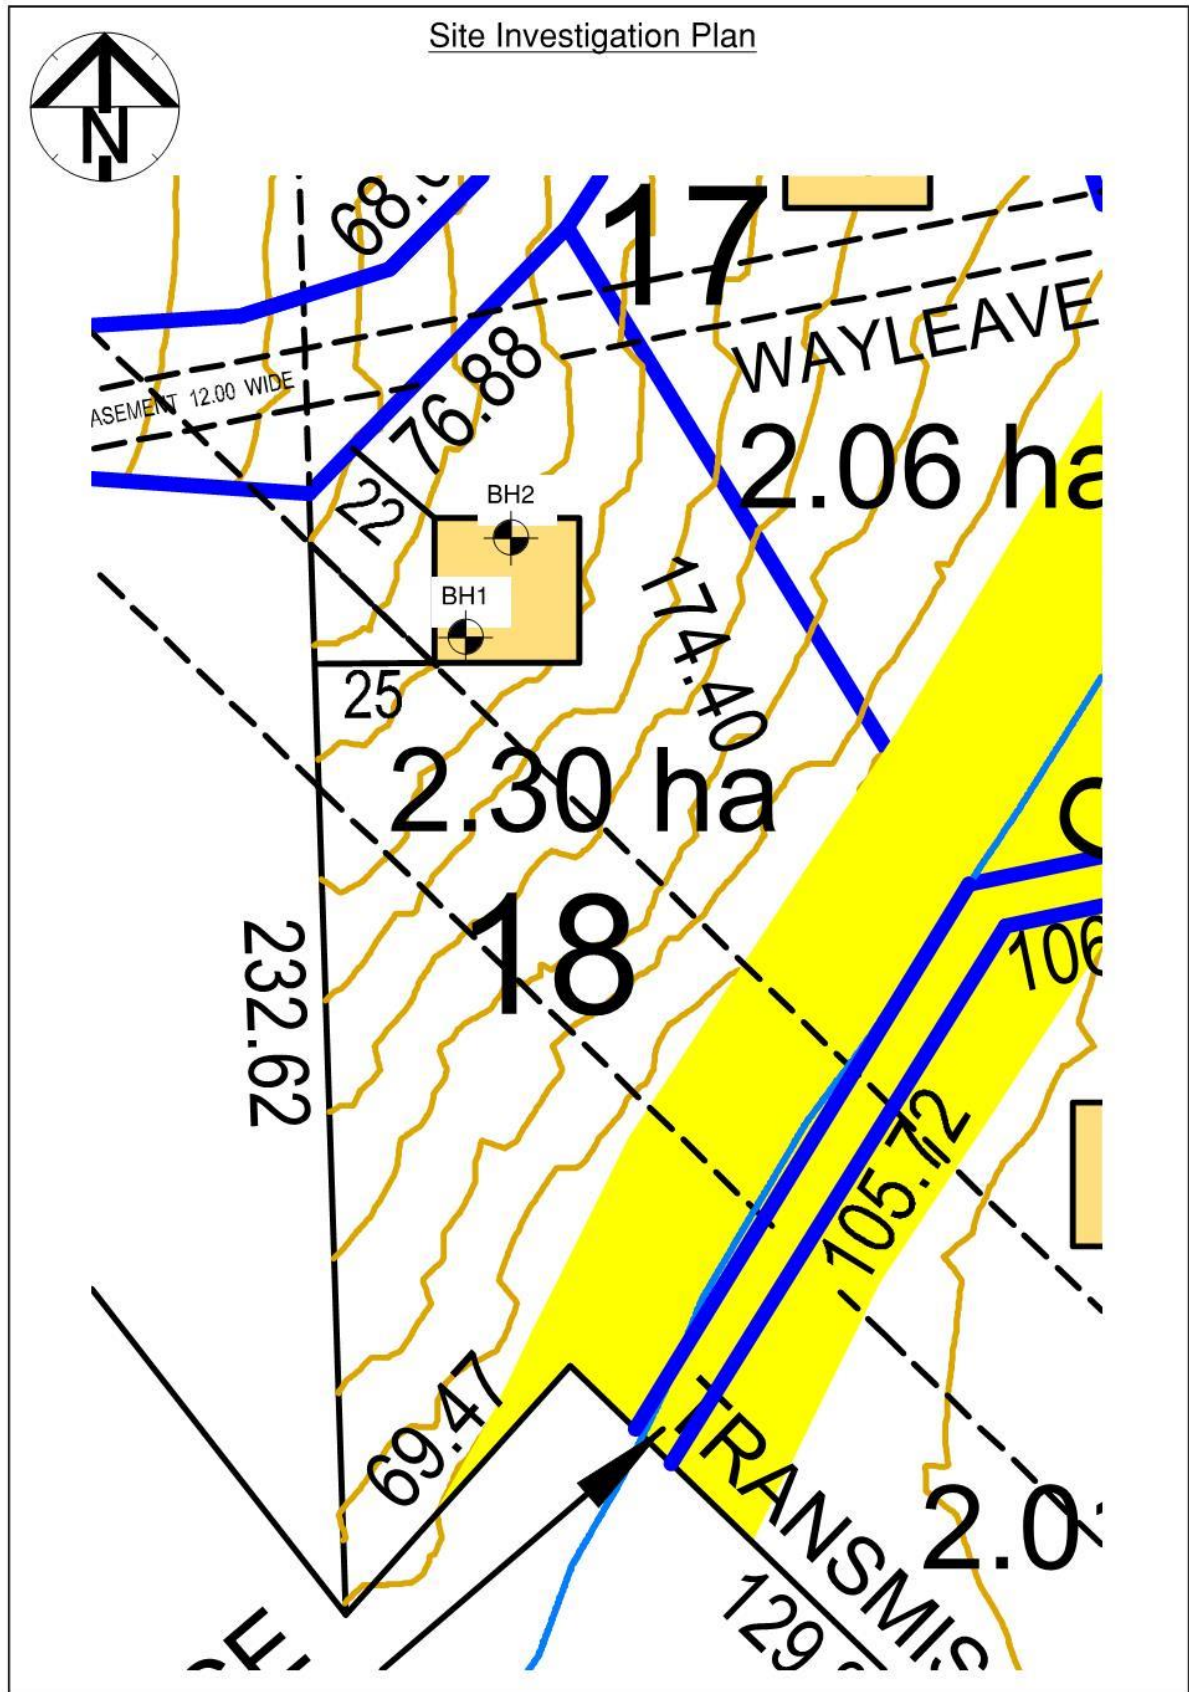 Site Investigation Plan
N
68.
17
WAYLEAVE
76.88
ASEMENT 12.00 WIDE
2.06 ha
22
BH2
BH1
174.40
25
2.30 ha
18
232.62
106
105.72
69.47
TRANSMIS
2.0
129.